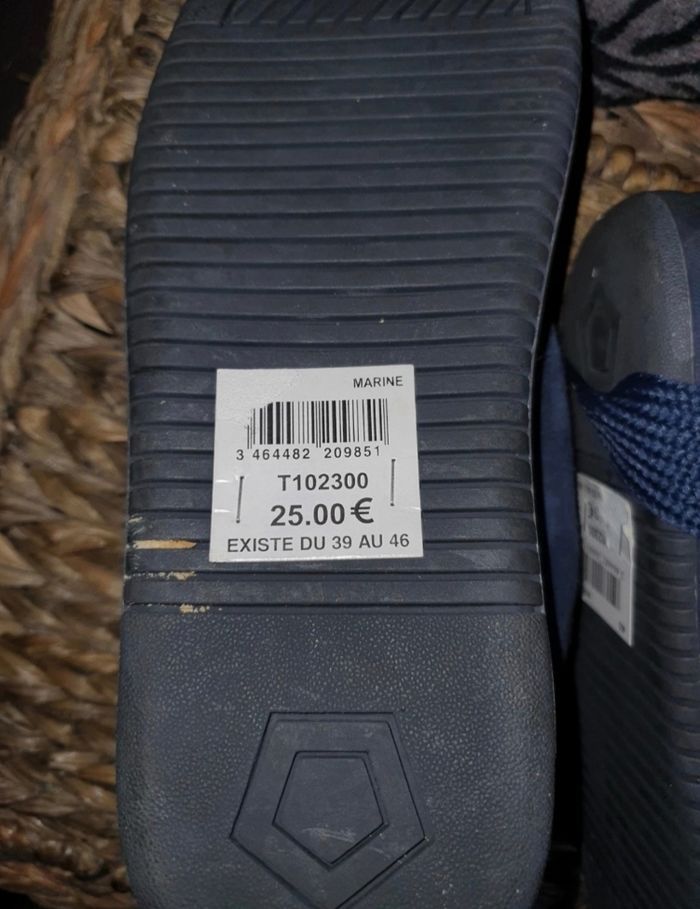 MARINE
3 464482 209851
T102300
25.00€
EXISTE DU 39 AU 46